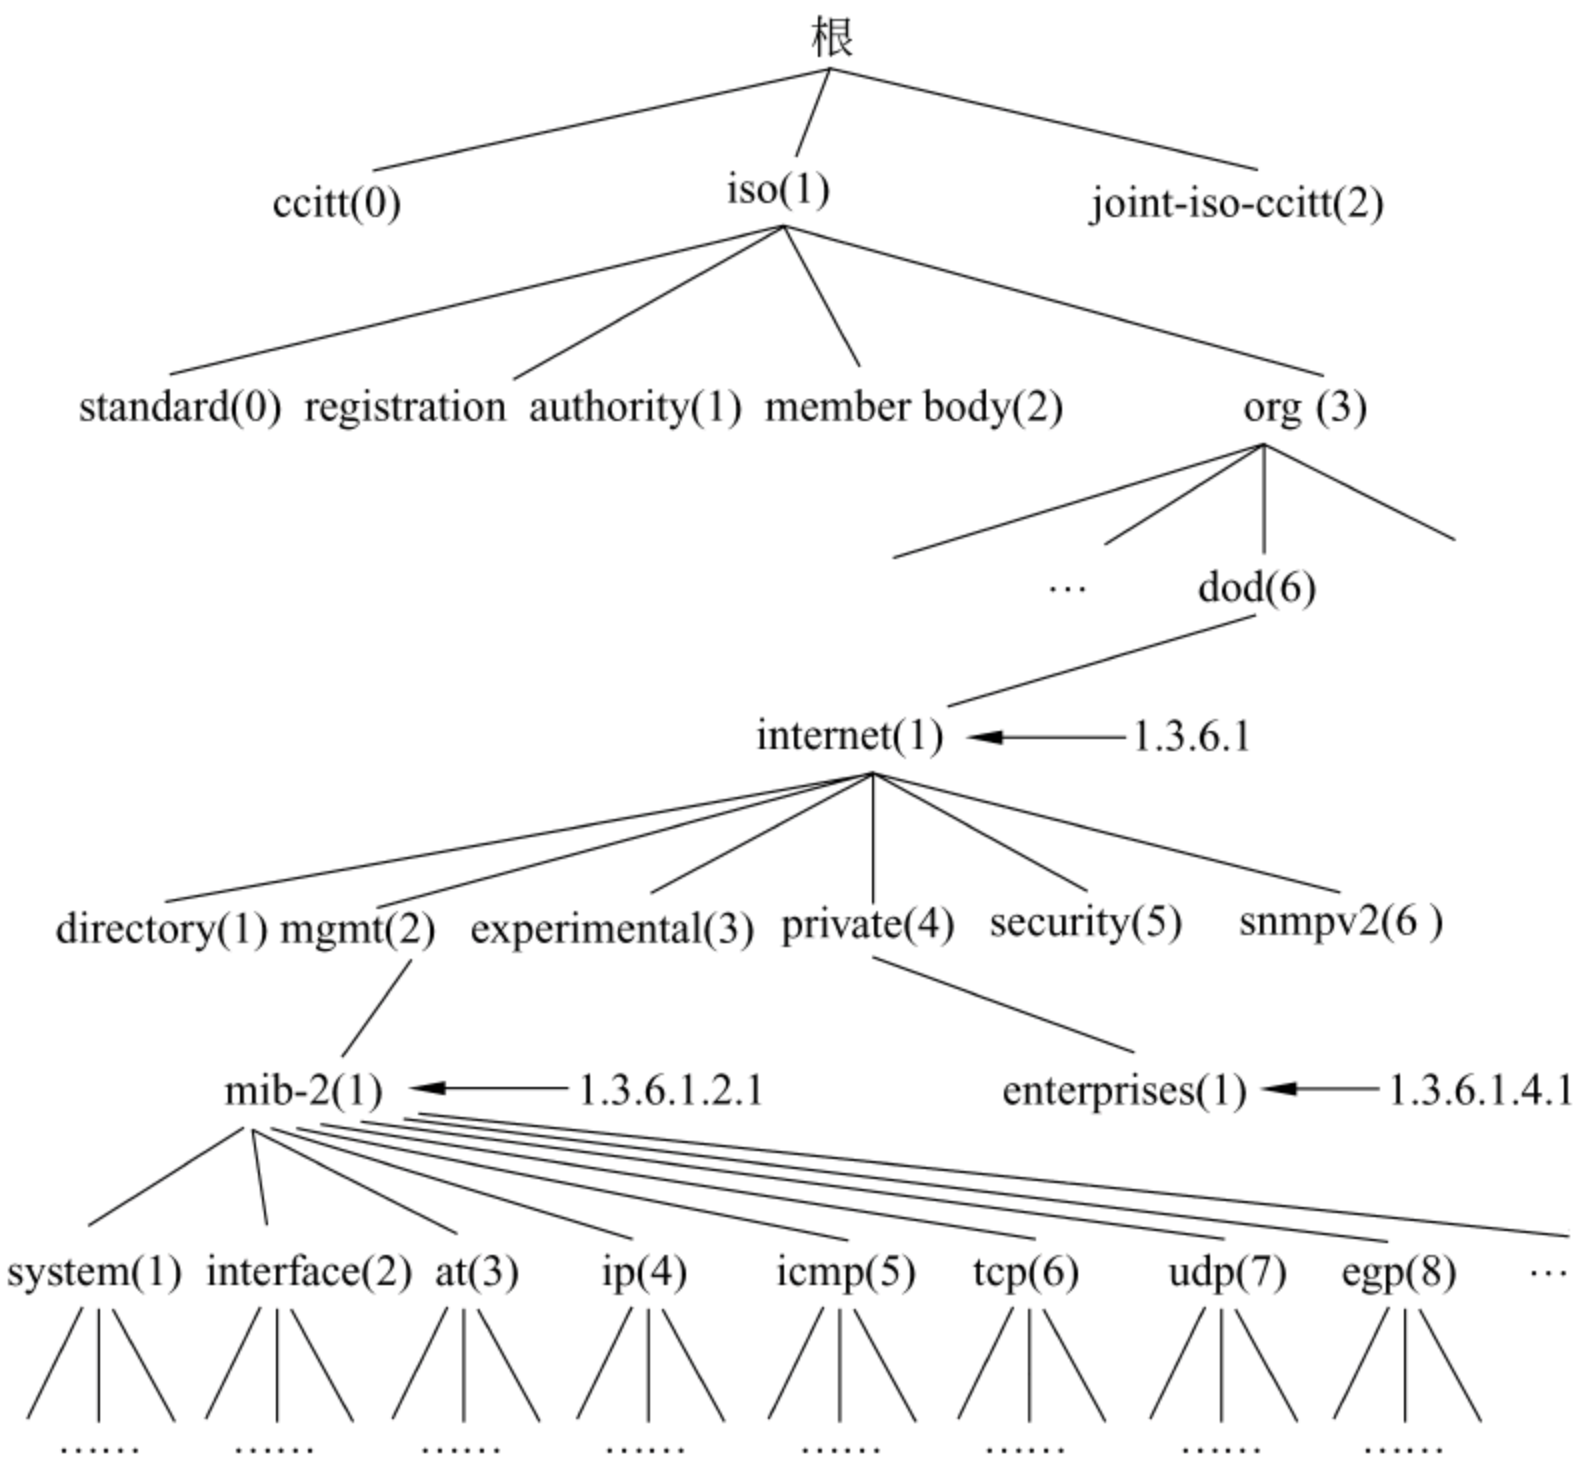 根
ccitt(0) iso(1) joint-iso-ccitt(2)
standard(0) registration authority(1) member body(2) org (3)
… dod(6)
internet(1) 1.3.6.1
directory(1) mgmt(2) experimental(3) private(4) security(5) snmpv2(6 )
mib-2(1) 1.3.6.1.2.1 enterprises(1) 1.3.6.1.4.1
system(1) interface(2) at(3) ip(4) icmp(5) tcp(6) udp(7) egp(8) …
…… …… …… …… …… …… …… ……